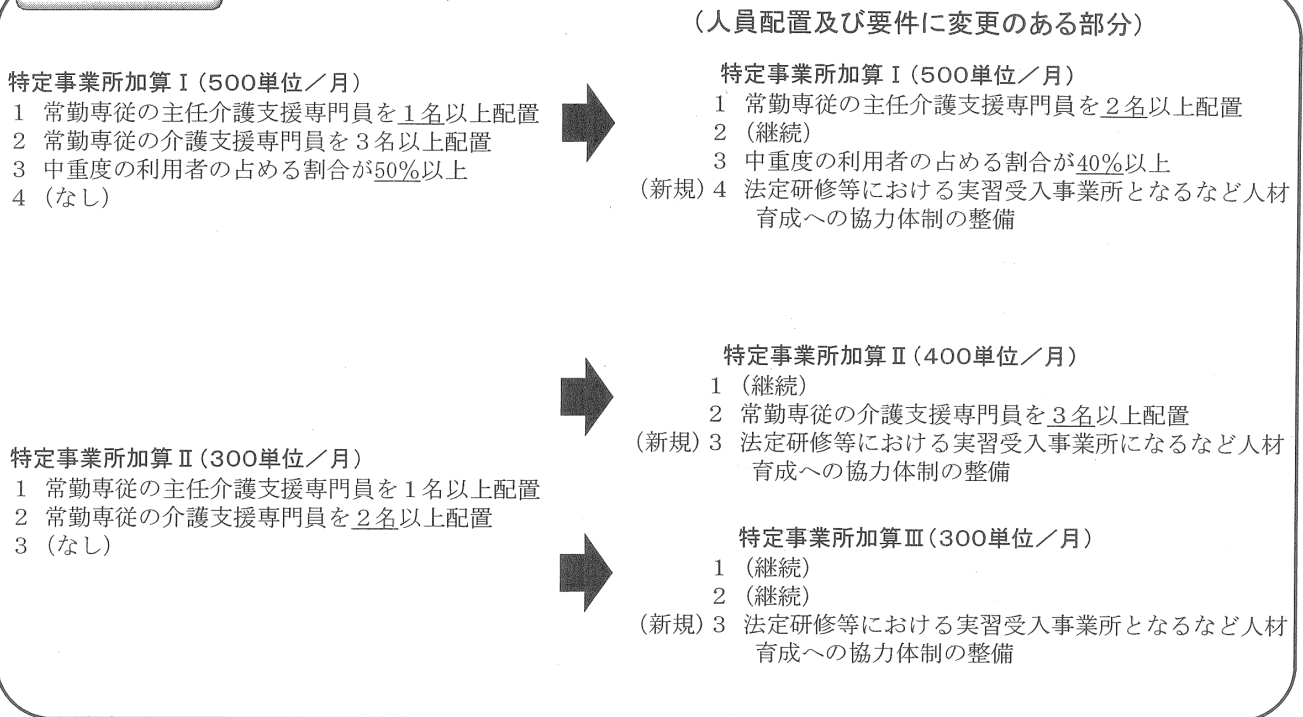 （人員配置及び要件に変更のある部分）
特定事業所加算Ⅰ（500単位／月）
1 常勤専従の主任介護支援専門員を1名以上配置
2 常勤専従の介護支援専門員を３名以上配置
3 中重度の利用者の占める割合が50％以上
4 （なし）
特定事業所加算Ⅰ（500単位／月）
1 常勤専従の主任介護支援専門員を２名以上配置
2 （継続）
3 中重度の利用者の占める割合が40％以上
（新規）4 法定研修等における実習受入事業所となるなど人材
育成への協力体制の整備
特定事業所加算Ⅱ（300単位／月）
1 常勤専従の主任介護支援専門員を１名以上配置
2 常勤専従の介護支援専門員を２名以上配置
3 （なし）
特定事業所加算Ⅱ（400単位／月）
1 （継続）
2 常勤専従の介護支援専門員を３名以上配置
（新規）3 法定研修等における実習受入事業所になるなど人材
育成への協力体制の整備
特定事業所加算Ⅲ（300単位／月）
1 （継続）
2 （継続）
（新規）3 法定研修等における実習受入事業所となるなど人材
育成への協力体制の整備